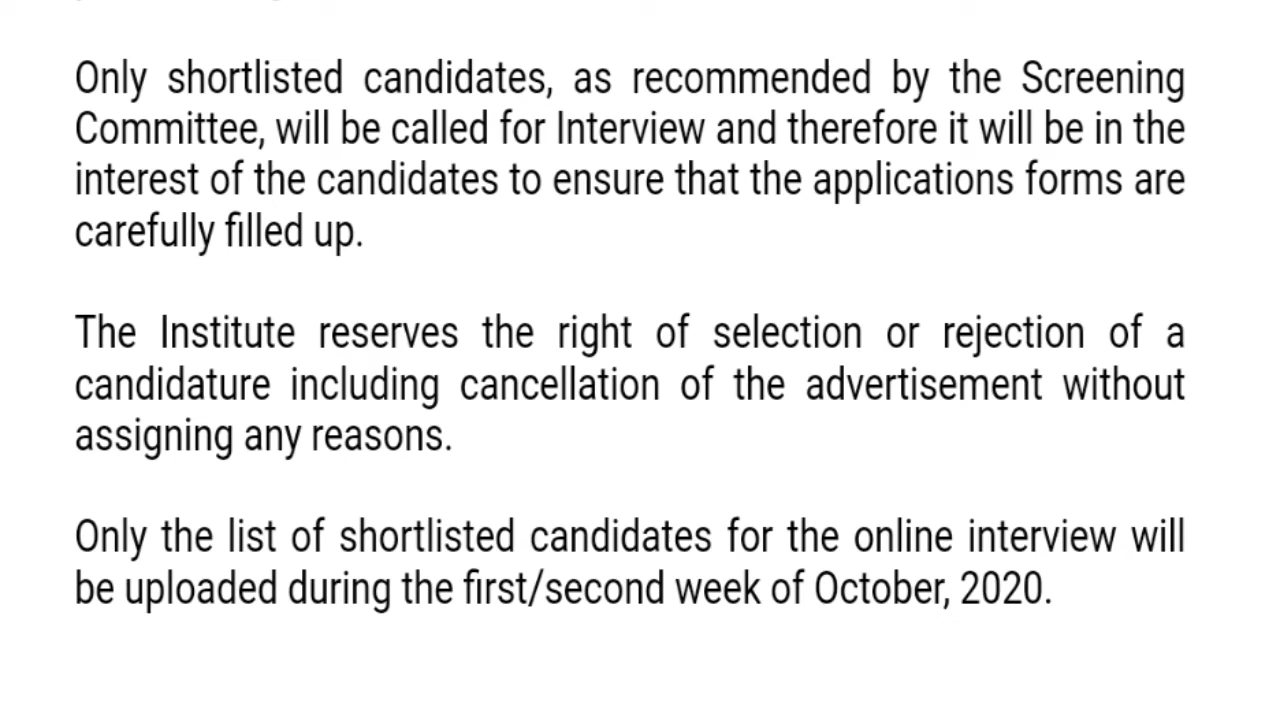 Only shortlisted candidates, as recommended by the Screening
Committee, will be called for Interview and therefore it will be in the
interest of the candidates to ensure that the applications forms are
carefully filled up.
The Institute reserves the right of selection or rejection of a
candidature including cancellation of the advertisement without
assigning any reasons.
Only the list of shortlisted candidates for the online interview will
be uploaded during the first/second week of October, 2020.